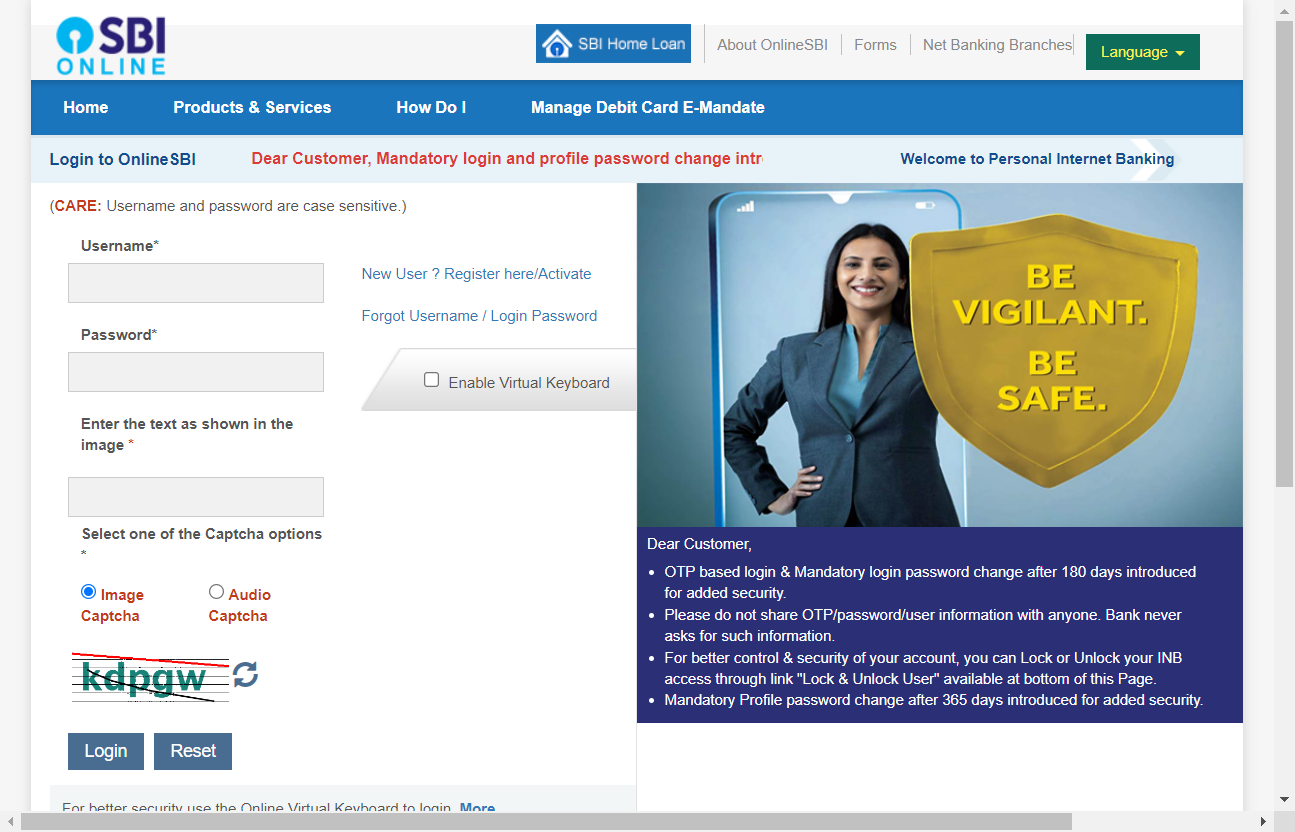 SBI
ONLINE
SBI Home Loan
About OnlineSBI
Forms
Net Banking Branches
Language
Home
Products & Services
How Do I
Manage Debit Card E-Mandate
Login to OnlineSBI
Dear Customer, Mandatory login and profile password change intr
Welcome to Personal Internet Banking
(CARE: Username and password are case sensitive.)
Username*
New User ? Register here/Activate
Forgot Username / Login Password
Password*
Enable Virtual Keyboard
Enter the text as shown in the
image *
Select one of the Captcha options
*
Image
Captcha
Audio
Captcha
kdpgw
Login
Reset
For better security use the Online Virtual Keyboard to login. More
BE
VIGILANT.
BE
SAFE.
Dear Customer,
• OTP based login & Mandatory login password change after 180 days introduced
for added security.
• Please do not share OTP/password/user information with anyone. Bank never
asks for such information.
• For better control & security of your account, you can Lock or Unlock your INB
access through link "Lock & Unlock User" available at bottom of this Page.
• Mandatory Profile password change after 365 days introduced for added security.